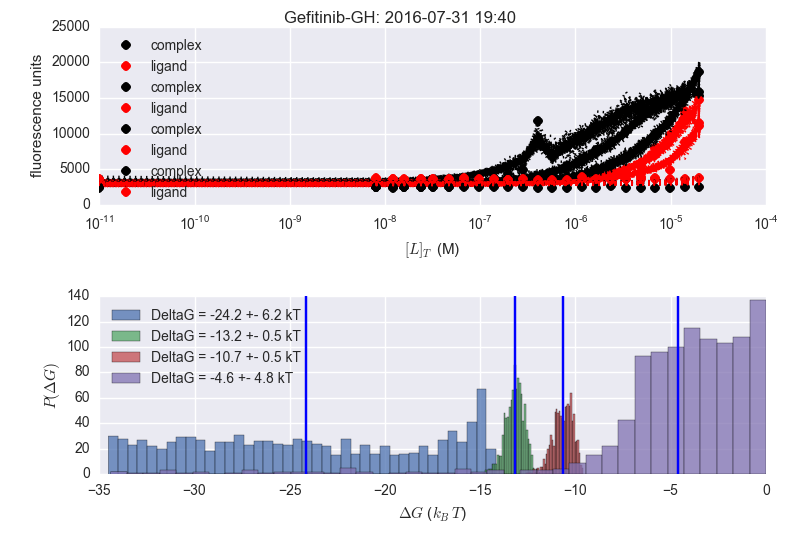 Gefitinib-GH: 2016-07-31 19:40
25000
20000
15000
10000
5000
0
fluorescence units
complex
ligand
complex
ligand
complex
ligand
complex
ligand
10^-11 10^-10 10^-9 10^-8 10^-7 10^-6 10^-5 10^-4
[L]_T (M)
140
120
100
80
60
40
20
0
P(ΔG)
DeltaG = -24.2 +- 6.2 kT
DeltaG = -13.2 +- 0.5 kT
DeltaG = -10.7 +- 0.5 kT
DeltaG = -4.6 +- 4.8 kT
−35 −30 −25 −20 −15 −10 −5 0
ΔG (k_B T)